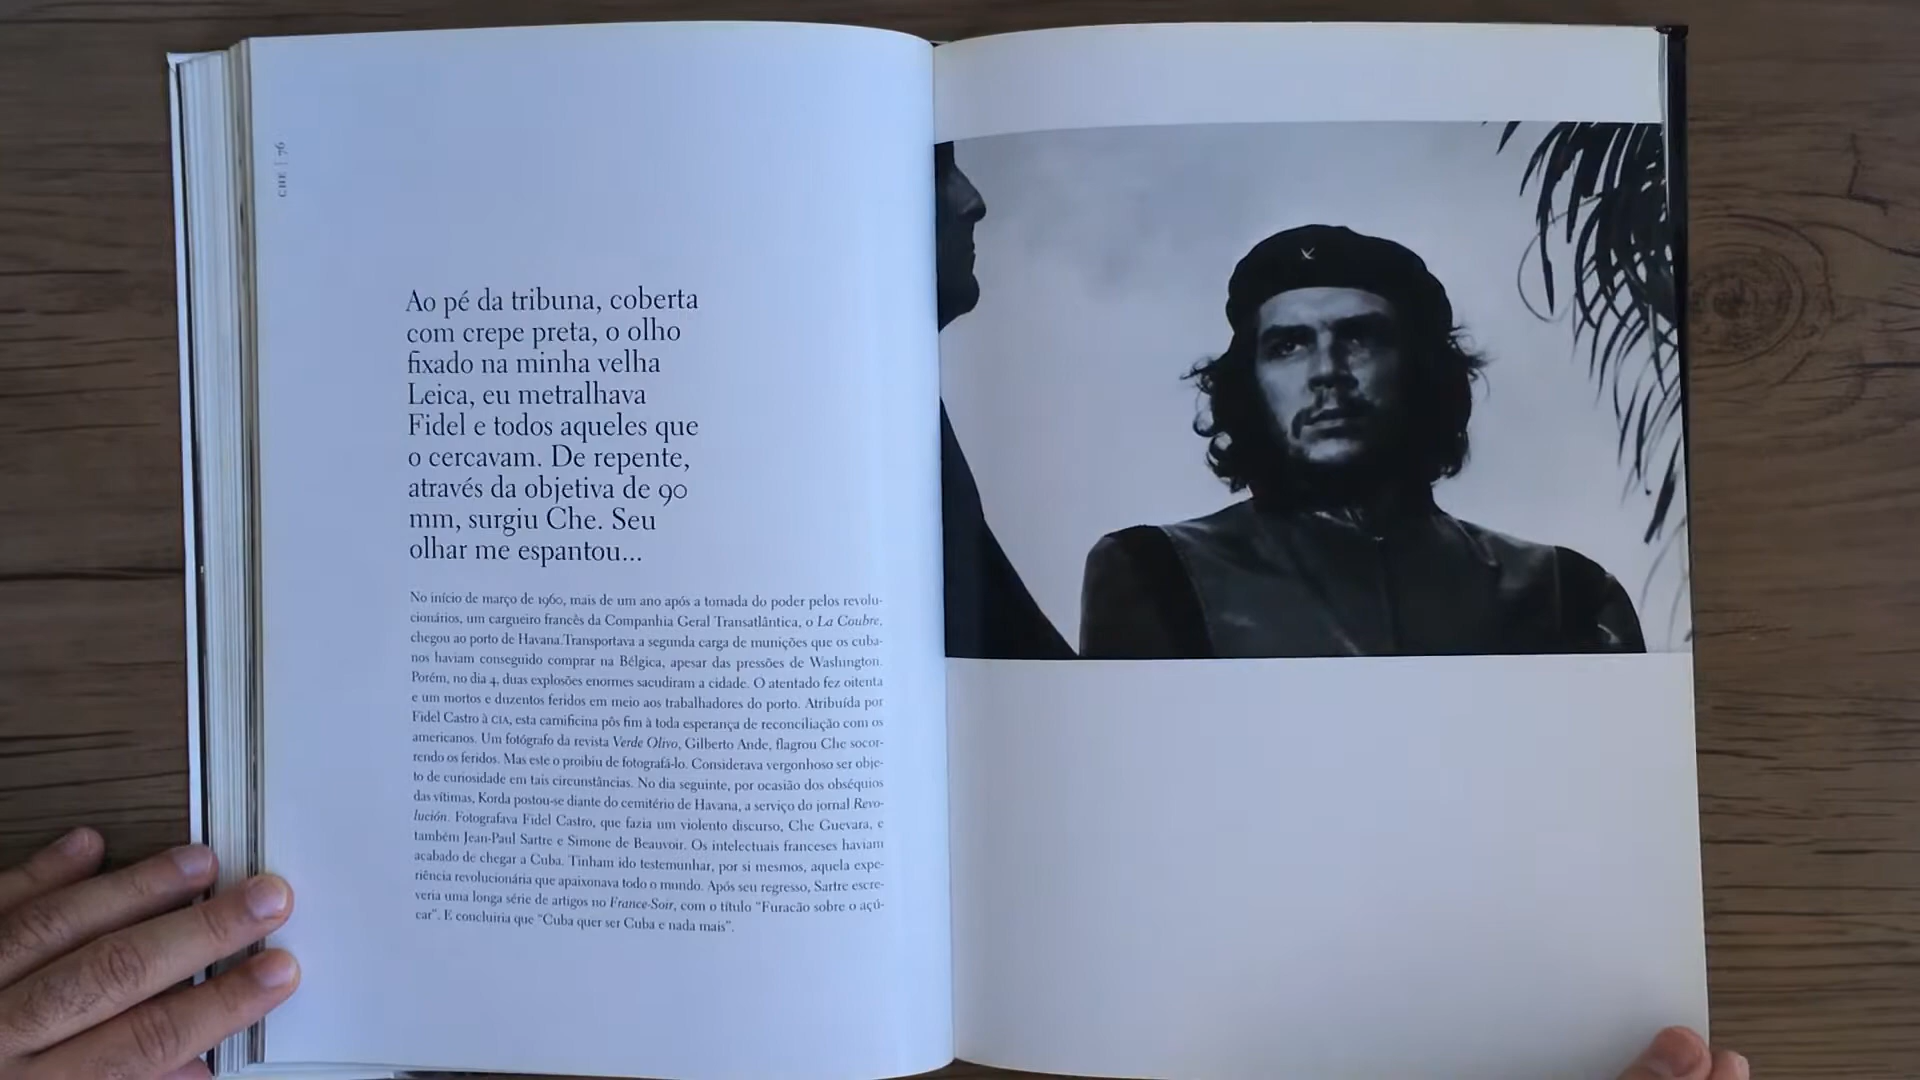 CHE | 76
Ao pé da tribuna, coberta
com crepe preta, o olho
fixado na minha velha
Leica, eu metralhava
Fidel e todos aqueles que
o cercavam. De repente,
através da objetiva de 90
mm, surgiu Che. Seu
olhar me espantou...
No início de março de 1960, mais de um ano após a tomada do poder pelos revolu-
cionários, um cargueiro francês da Companhia Geral Transatlântica, o La Coubre,
chegou ao porto de Havana.Transportava a segunda carga de munições que os cuba-
nos haviam conseguido comprar na Bélgica, apesar das pressões de Washington.
Porém, no dia 4, duas explosões enormes sacudiram a cidade. O atentado fez oitenta
e um mortos e duzentos feridos em meio aos trabalhadores do porto. Atribuída por
Fidel Castro à CIA, esta carnificina pôs fim à toda esperança de reconciliação com os
americanos. Um fotógrafo da revista Verde Olivo, Gilberto Ande, flagrou Che socor-
rendo os feridos. Mas este o proibiu de fotografá-lo. Considerava vergonhoso ser obje-
to de curiosidade em tais circunstâncias. No dia seguinte, por ocasião dos obséquios
das vítimas, Korda postou-se diante do cemitério de Havana, a serviço do jornal Revo-
lución. Fotografava Fidel Castro, que fazia um violento discurso, Che Guevara, e
também Jean-Paul Sartre e Simone de Beauvoir. Os intelectuais franceses haviam
acabado de chegar a Cuba. Tinham ido testemunhar, por si mesmos, aquela expe-
riência revolucionária que apaixonava todo o mundo. Após seu regresso, Sartre escre-
veria uma longa série de artigos no France-Soir, com o título "Furacão sobre o açú-
car". E concluiria que "Cuba quer ser Cuba e nada mais".